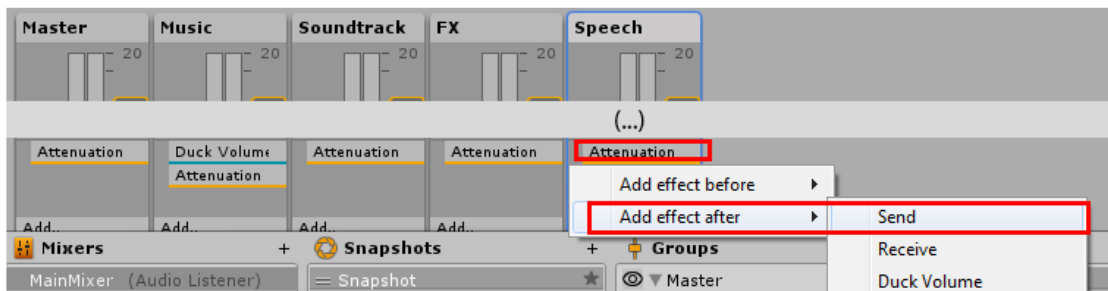 Master Music Soundtrack FX Speech
20 20 20 20 20
(...)
Attenuation Duck Volume Attenuation Attenuation Attenuation
Attenuation
Add effect before
Add effect after Send
Add.. Add.. Add.. Add..
Mixers + Snapshots + Groups Receive
MainMixer (Audio Listener) Snapshot Master Duck Volume